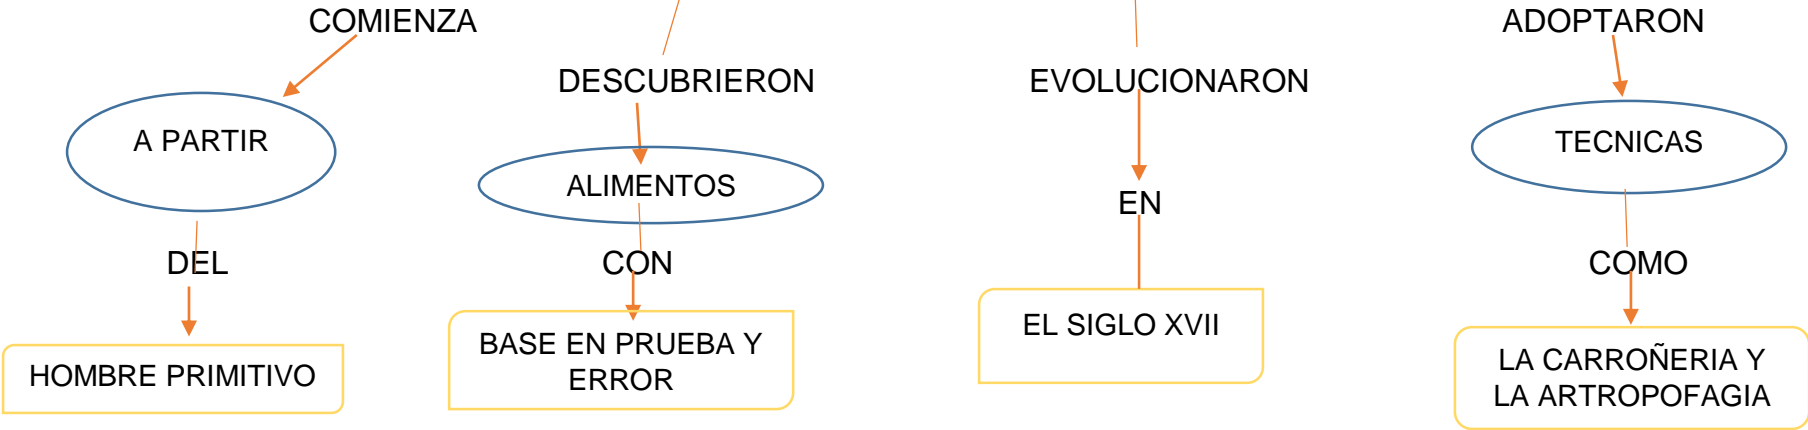 COMIENZA
A PARTIR
DEL
HOMBRE PRIMITIVO
DESCUBRIERON
ALIMENTOS
CON
BASE EN PRUEBA Y
ERROR
EVOLUCIONARON
EN
EL SIGLO XVII
ADOPTARON
TECNICAS
COMO
LA CARROÑERIA Y
LA ARTROPOFAGIA